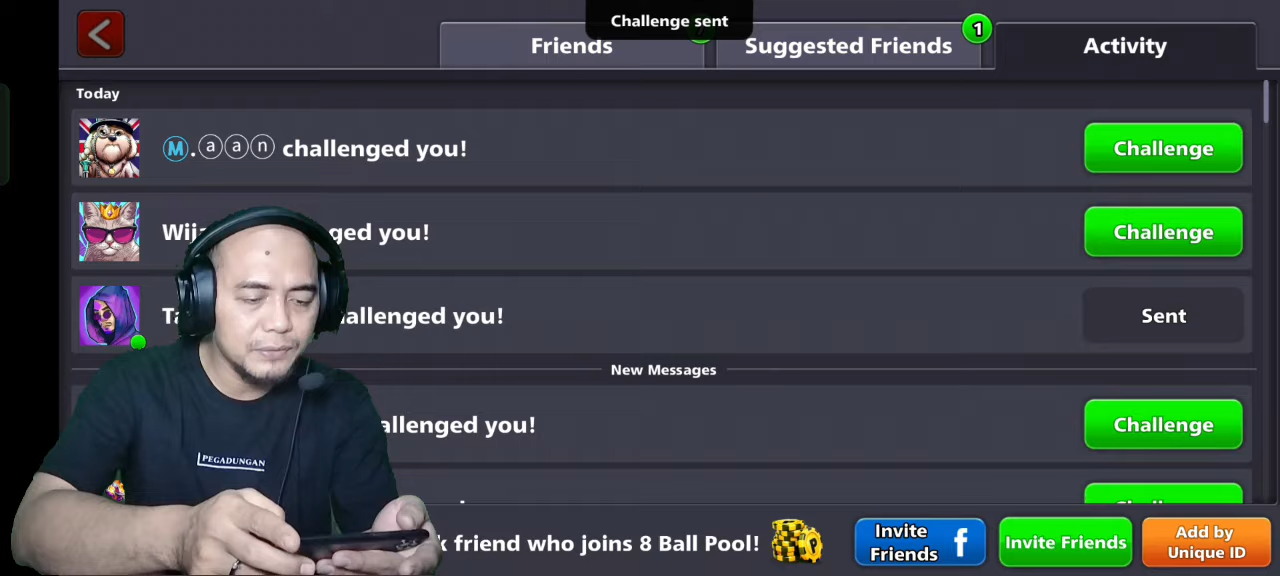 Challenge sent
Friends
Suggested Friends
1
Activity
Today
Ⓜ.ⓐⓐⓝ challenged you!
Challenge
ged you!
Challenge
allenged you!
Sent
New Messages
allenged you!
Challenge
friend who joins 8 Ball Pool!
Invite Friends
f
Invite Friends
Add by Unique ID
PEGADUNGAN